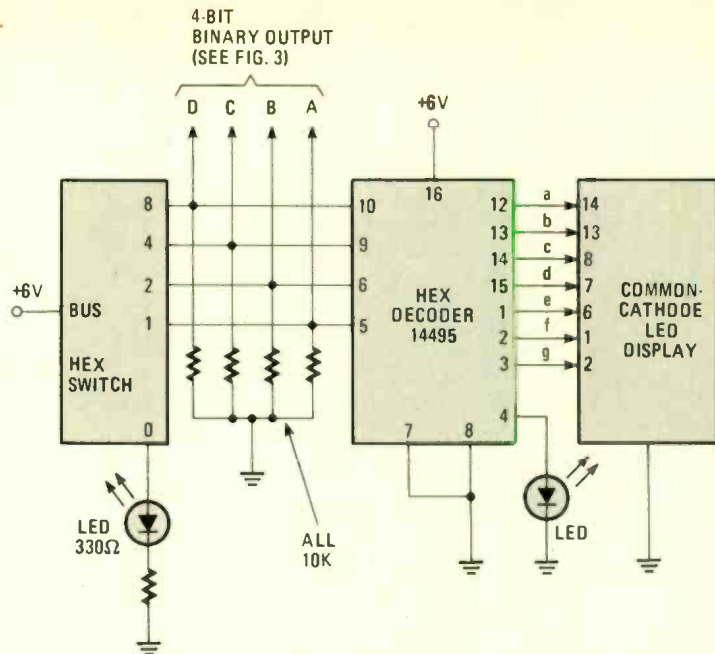 4-BIT
BINARY OUTPUT
(SEE FIG. 3)
D C B A
+6V
+6V
BUS
HEX
SWITCH
8
4
2
1
0
10
9
6
5
16
HEX
DECODER
14495
12
13
14
15
1
2
3
4
7
8
a
b
c
d
e
f
g
14
13
8
7
6
1
2
COMMON-
CATHODE
LED
DISPLAY
LED
330Ω
ALL
10K
LED